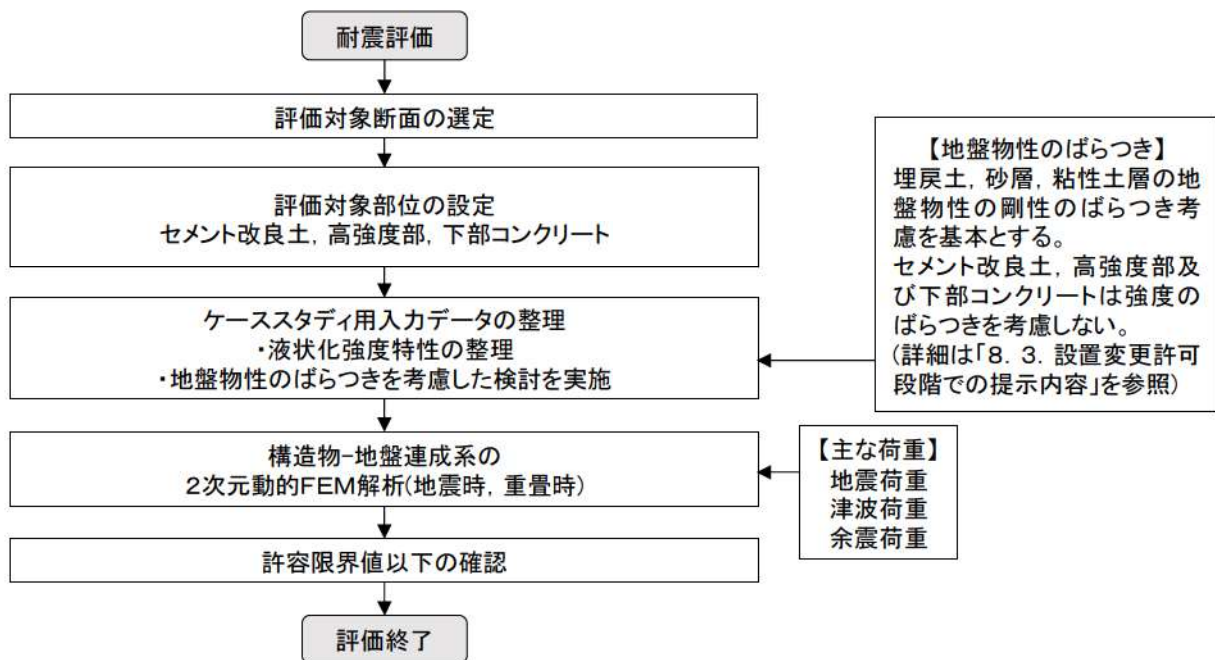 耐震評価
評価対象断面の選定
評価対象部位の設定
セメント改良土，高強度部，下部コンクリート
ケーススタディ用入力データの整理
・液状化強度特性の整理
・地盤物性のばらつきを考慮した検討を実施
構造物-地盤連成系の
2次元動的FEM解析(地震時，重畳時)
許容限界値以下の確認
評価終了
【地盤物性のばらつき】
埋戻土，砂層，粘性土層の地
盤物性の剛性のばらつき考
慮を基本とする。
セメント改良土，高強度部及
び下部コンクリートは強度の
ばらつきを考慮しない。
(詳細は「8．3．設置変更許可
段階での提示内容」を参照)
【主な荷重】
地震荷重
津波荷重
余震荷重